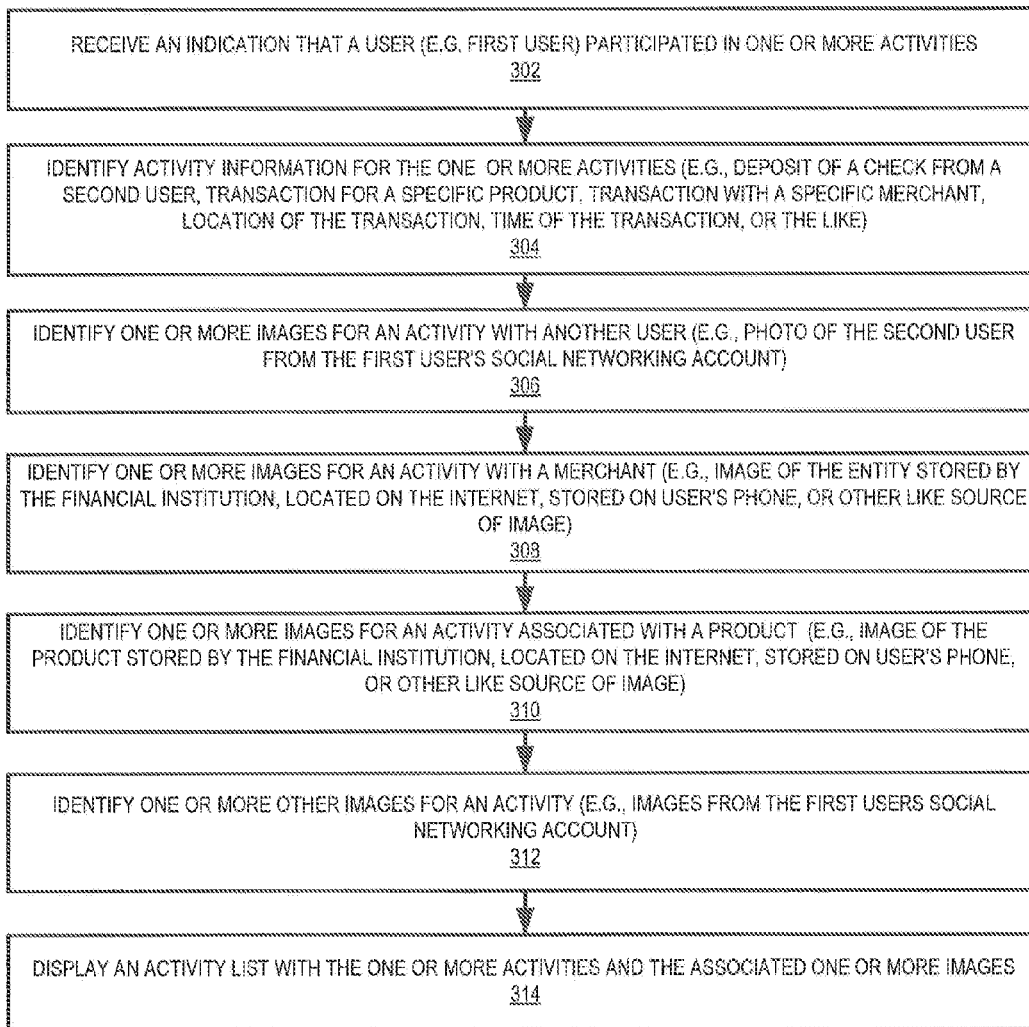 RECEIVE AN INDICATION THAT A USER (E.G. FIRST USER) PARTICIPATED IN ONE OR MORE ACTIVITIES
302
IDENTIFY ACTIVITY INFORMATION FOR THE ONE OR MORE ACTIVITIES (E.G., DEPOSIT OF A CHECK FROM A
SECOND USER, TRANSACTION FOR A SPECIFIC PRODUCT, TRANSACTION WITH A SPECIFIC MERCHANT,
LOCATION OF THE TRANSACTION, TIME OF THE TRANSACTION, OR THE LIKE)
304
IDENTIFY ONE OR MORE IMAGES FOR AN ACTIVITY WITH ANOTHER USER (E.G., PHOTO OF THE SECOND USER
FROM THE FIRST USER'S SOCIAL NETWORKING ACCOUNT)
306
IDENTIFY ONE OR MORE IMAGES FOR AN ACTIVITY WITH A MERCHANT (E.G., IMAGE OF THE ENTITY STORED BY
THE FINANCIAL INSTITUTION, LOCATED ON THE INTERNET, STORED ON USER'S PHONE, OR OTHER LIKE SOURCE
OF IMAGE)
308
IDENTIFY ONE OR MORE IMAGES FOR AN ACTIVITY ASSOCIATED WITH A PRODUCT (E.G., IMAGE OF THE
PRODUCT STORED BY THE FINANCIAL INSTITUTION, LOCATED ON THE INTERNET, STORED ON USER'S PHONE,
OR OTHER LIKE SOURCE OF IMAGE)
310
IDENTIFY ONE OR MORE OTHER IMAGES FOR AN ACTIVITY (E.G., IMAGES FROM THE FIRST USERS SOCIAL
NETWORKING ACCOUNT)
312
DISPLAY AN ACTIVITY LIST WITH THE ONE OR MORE ACTIVITIES AND THE ASSOCIATED ONE OR MORE IMAGES
314